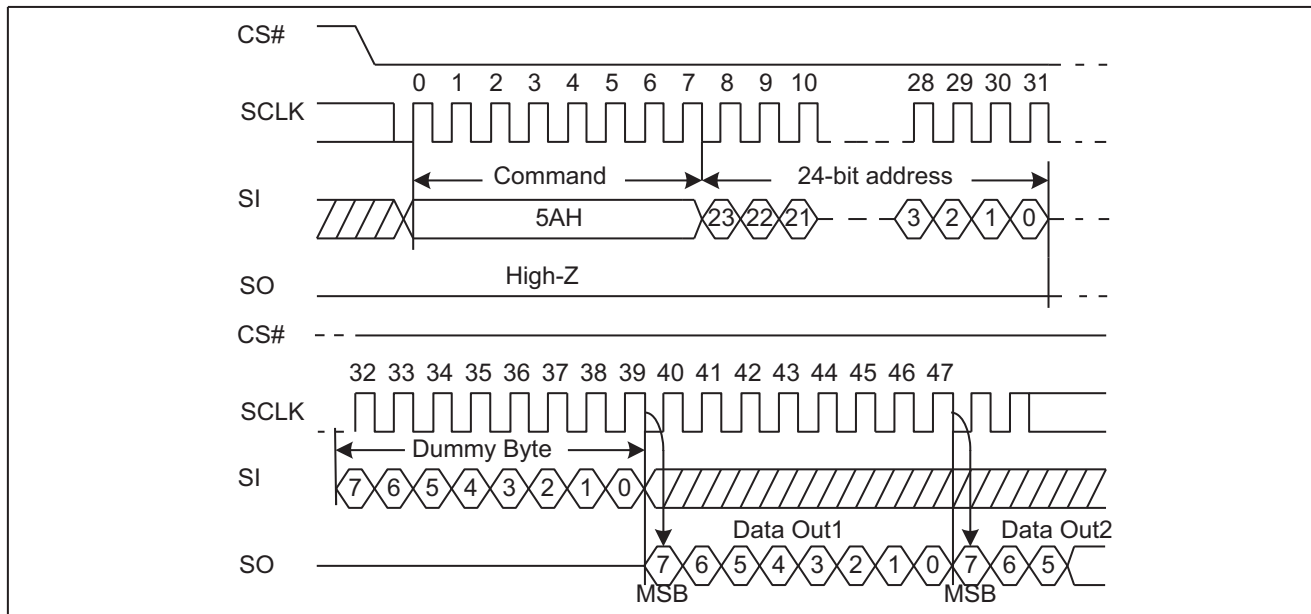 CS#
0 1 2 3 4 5 6 7 8 9 10 28 29 30 31
SCLK
Command 24-bit address
SI
5AH 23 22 21 3 2 1 0
High-Z
SO
CS#
32 33 34 35 36 37 38 39 40 41 42 43 44 45 46 47
SCLK
Dummy Byte
SI
7 6 5 4 3 2 1 0
Data Out1 Data Out2
SO
7 6 5 4 3 2 1 0 7 6 5
MSB MSB